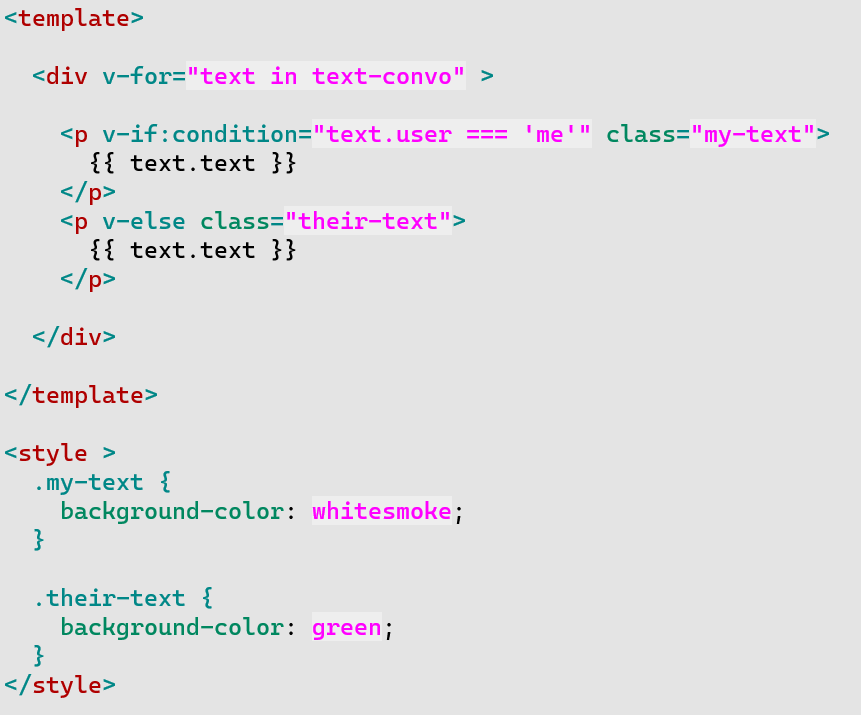 <template>
<div v-for="text in text-convo" >
<p v-if:condition="text.user === 'me'" class="my-text">
{{ text.text }}
</p>
<p v-else class="their-text">
{{ text.text }}
</p>
</div>
</template>
<style >
.my-text {
background-color: whitesmoke;
}
.their-text {
background-color: green;
}
</style>